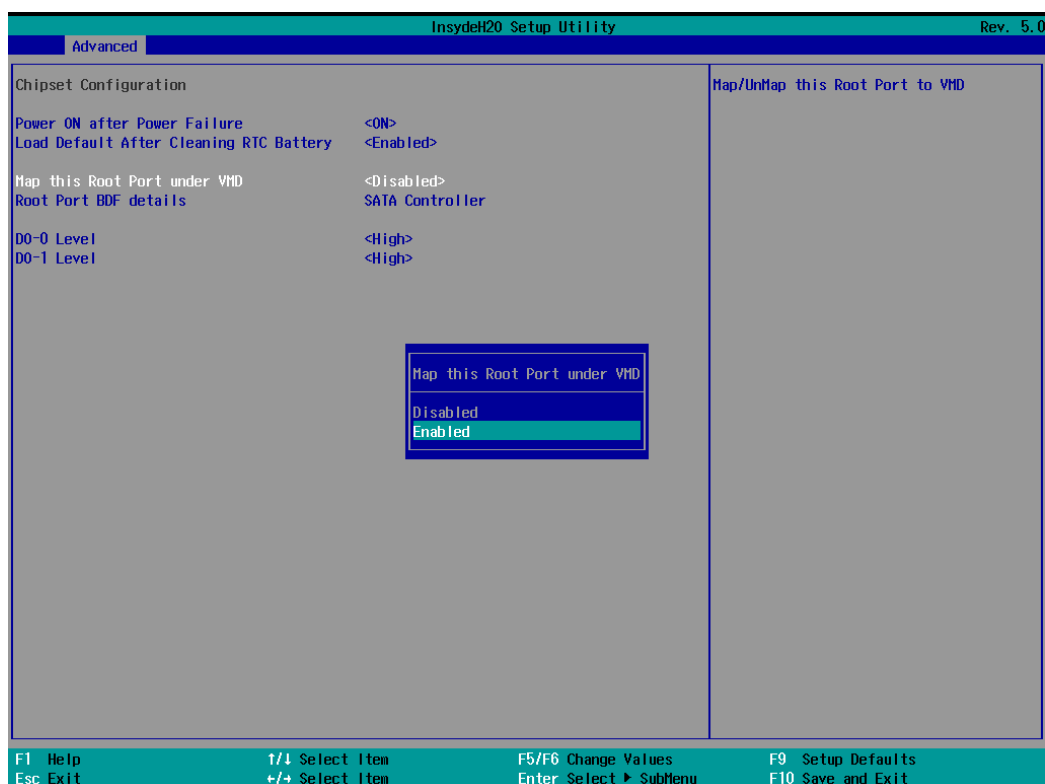 InsydeH20 Setup Utility Rev. 5.0
Advanced
Chipset Configuration
Map/UnMap this Root Port to VMD
Power ON after Power Failure <ON>
Load Default After Cleaning RTC Battery <Enabled>
Map this Root Port under VMD <Disabled>
Root Port BDF details SATA Controller
DO-0 Level <High>
DO-1 Level <High>
Map this Root Port under VMD
Disabled
Enabled
F1 Help ↑/↓ Select Item F5/F6 Change Values F9 Setup Defaults
Esc Exit ←/→ Select Item Enter Select ▶ SubMenu F10 Save and Exit